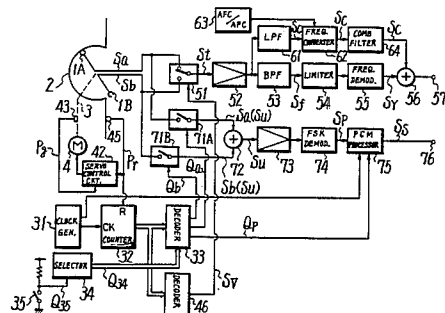 63
AFC/APC
LPF
61
Sc
FREQ. CONVERTER
62
Sc
COMB FILTER
64
Sc
1A
2
Sa
Sb
3
1B
43
45
St
51
52
BPF
53
Sf
LIMITER
54
FREQ. DEMOD.
55
SY
56
57
Sa(Su)
71A
71B
72
Su
73
FSK DEMOD.
74
SP
PCM PROCESSOR
75
SS
76
Sb(Su)
M
4
42
SERVO CONTROL CKT.
Pg
Pr
Qb
Qa
QP
31
CLOCK GEN.
R
CK COUNTER
32
DECODER
33
SELECTOR
34
Q34
35
Q35
DECODER
46
SV